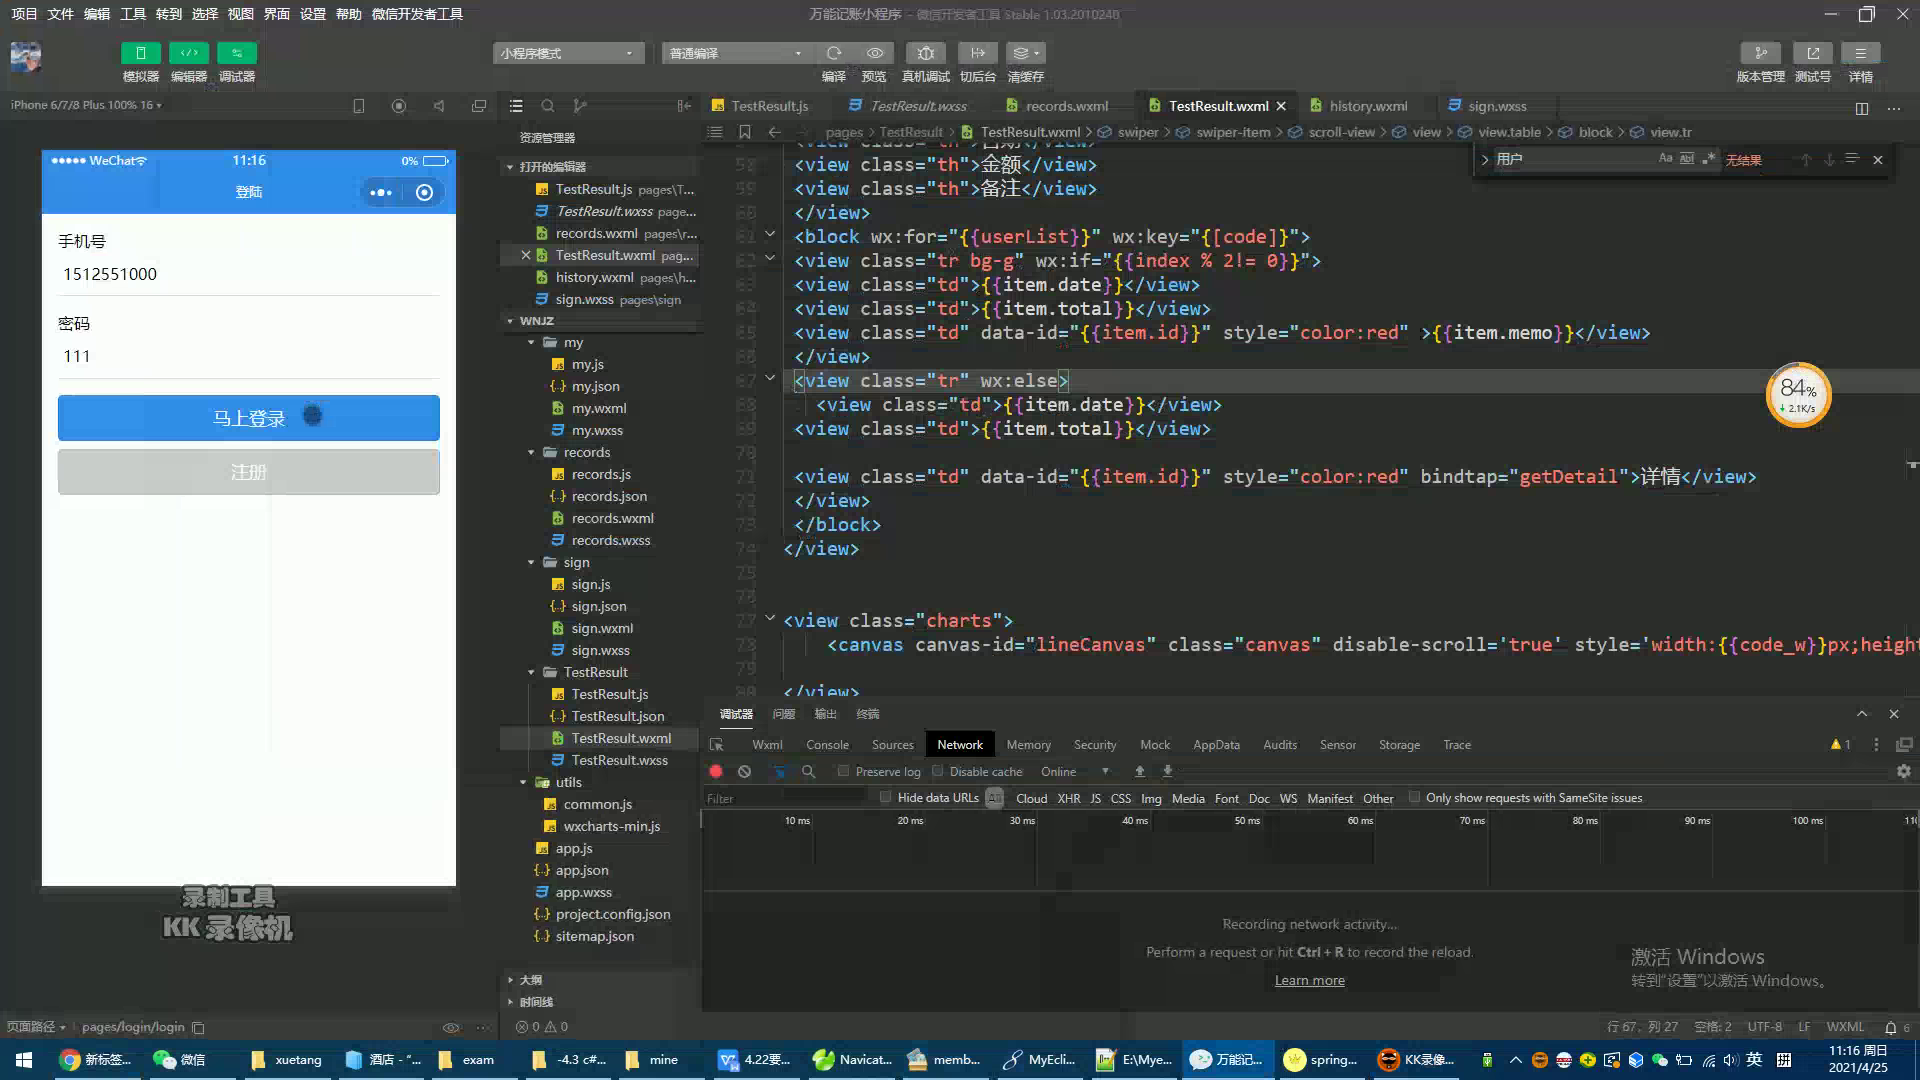 项目 文件 编辑 工具 转到 选择 视图 界面 设置 帮助 微信开发者工具
万能记账小程序 - 微信开发者工具 Stable 1.03.2010240
模拟器 编辑器 调试器
小程序模式
普通编译
编译 预览 真机调试 切后台 清缓存
版本管理 测试号 详情
iPhone 6/7/8 Plus 100% 16
WeChat 11:16 0%
登陆
手机号
1512551000
密码
111
马上登录
注册
录制工具
KK 录像机
页面路径 pages/login/login
资源管理器
打开的编辑器
TestResult.js pages\T...
TestResult.wxss page...
records.wxml pages\r...
TestResult.wxml pag...
history.wxml pages\h...
sign.wxss pages\sign
WNJZ
my
my.js
my.json
my.wxml
my.wxss
records
records.js
records.json
records.wxml
records.wxss
sign
sign.js
sign.json
sign.wxml
sign.wxss
TestResult
TestResult.js
TestResult.json
TestResult.wxml
TestResult.wxss
utils
common.js
wxcharts-min.js
app.js
app.json
app.wxss
project.config.json
sitemap.json
大纲
时间线
0 0
TestResult.js TestResult.wxss records.wxml TestResult.wxml history.wxml sign.wxss
pages > TestResult > TestResult.wxml > swiper > swiper-item > scroll-view > view > view.table > block > view.tr
用户 Aa Abl 无结果
58 <view class="th">金额</view>
59 <view class="th">备注</view>
60 </view>
61 <block wx:for="{{userList}}" wx:key="{[code]}">
62 <view class="tr bg-g" wx:if="{{index % 2!= 0}}">
63 <view class="td">{{item.date}}</view>
64 <view class="td">{{item.total}}</view>
65 <view class="td" data-id="{{item.id}}" style="color:red" >{{item.memo}}</view>
66 </view>
67 <view class="tr" wx:else>
68 <view class="td">{{item.date}}</view>
69 <view class="td">{{item.total}}</view>
71 <view class="td" data-id="{{item.id}}" style="color:red" bindtap="getDetail">详情</view>
72 </view>
73 </block>
74 </view>
75
76
77 <view class="charts">
78 <canvas canvas-id="lineCanvas" class="canvas" disable-scroll='true' style='width:{{code_w}}px;height
79
80 </view>
84%
2.1K/s
调试器 问题 输出 终端
Wxml Console Sources Network Memory Security Mock AppData Audits Sensor Storage Trace 1
Preserve log Disable cache Online
Filter Hide data URLs All Cloud XHR JS CSS Img Media Font Doc WS Manifest Other Only show requests with SameSite issues
10 ms 20 ms 30 ms 40 ms 50 ms 60 ms 70 ms 80 ms 90 ms 100 ms
Recording network activity...
Perform a request or hit Ctrl + R to record the reload.
Learn more
激活 Windows
转到"设置"以激活 Windows。
行 67，列 27 空格: 2 UTF-8 LF WXML 6
新标签... 微信 xuetang 酒店 - "... exam -4.3 c#... mine 4.22要... Navicat... memb... MyEcli... E:\Mye... 万能记... spring... KK录像... 英 拼
11:16 周日
2021/4/25